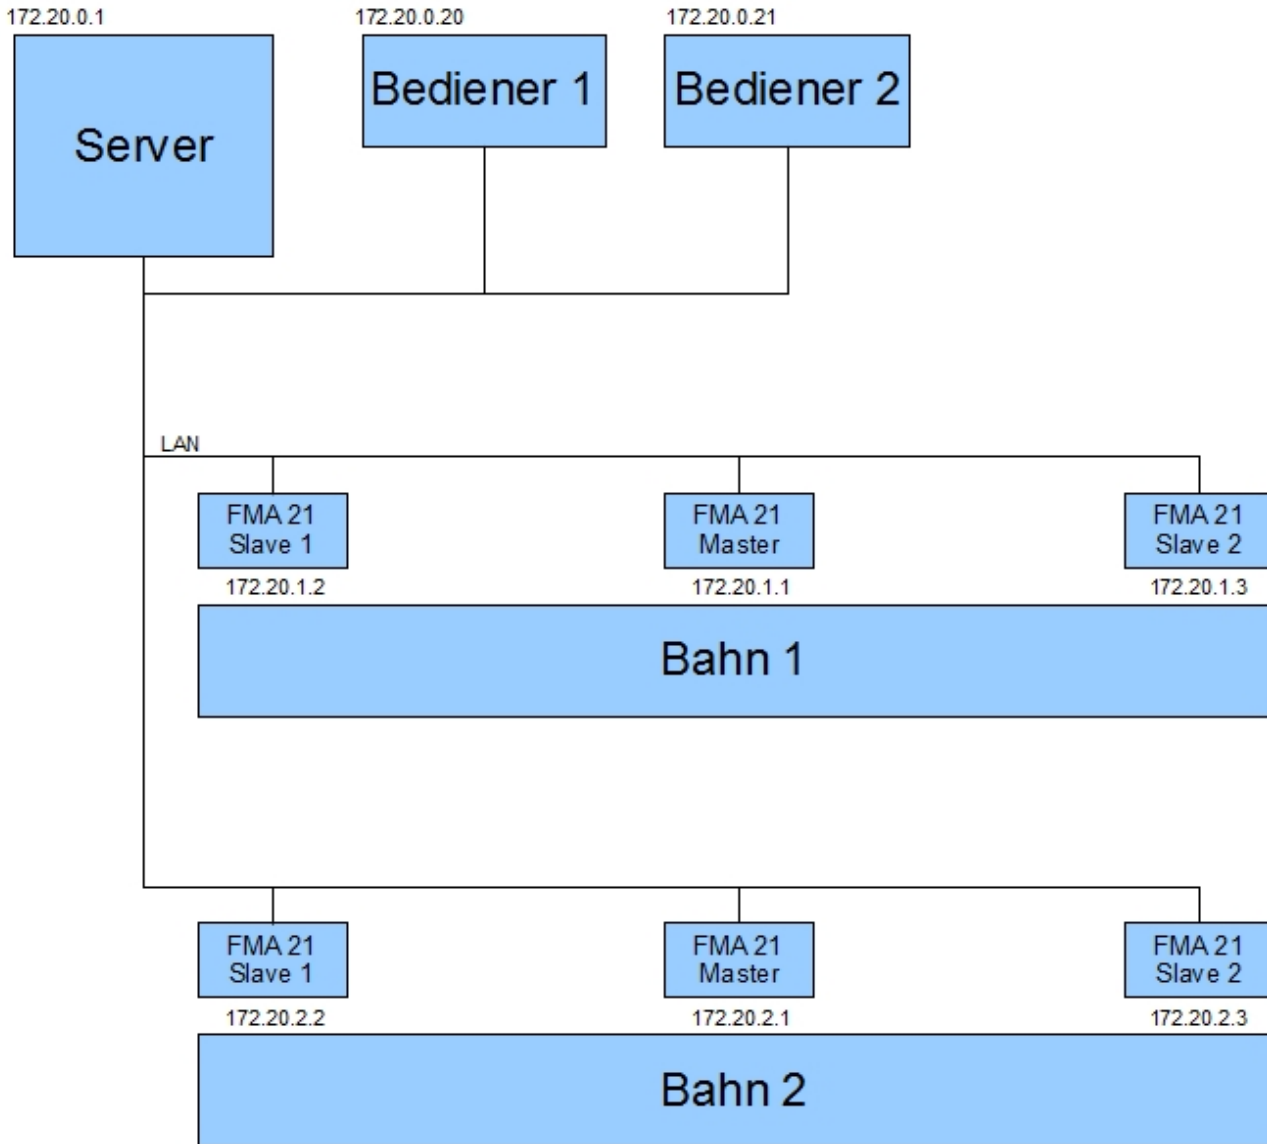 172.20.0.1
172.20.0.20
172.20.0.21
Server
Bediener 1
Bediener 2
LAN
FMA 21
Slave 1
FMA 21
Master
FMA 21
Slave 2
172.20.1.2
172.20.1.1
172.20.1.3
Bahn 1
FMA 21
Slave 1
FMA 21
Master
FMA 21
Slave 2
172.20.2.2
172.20.2.1
172.20.2.3
Bahn 2